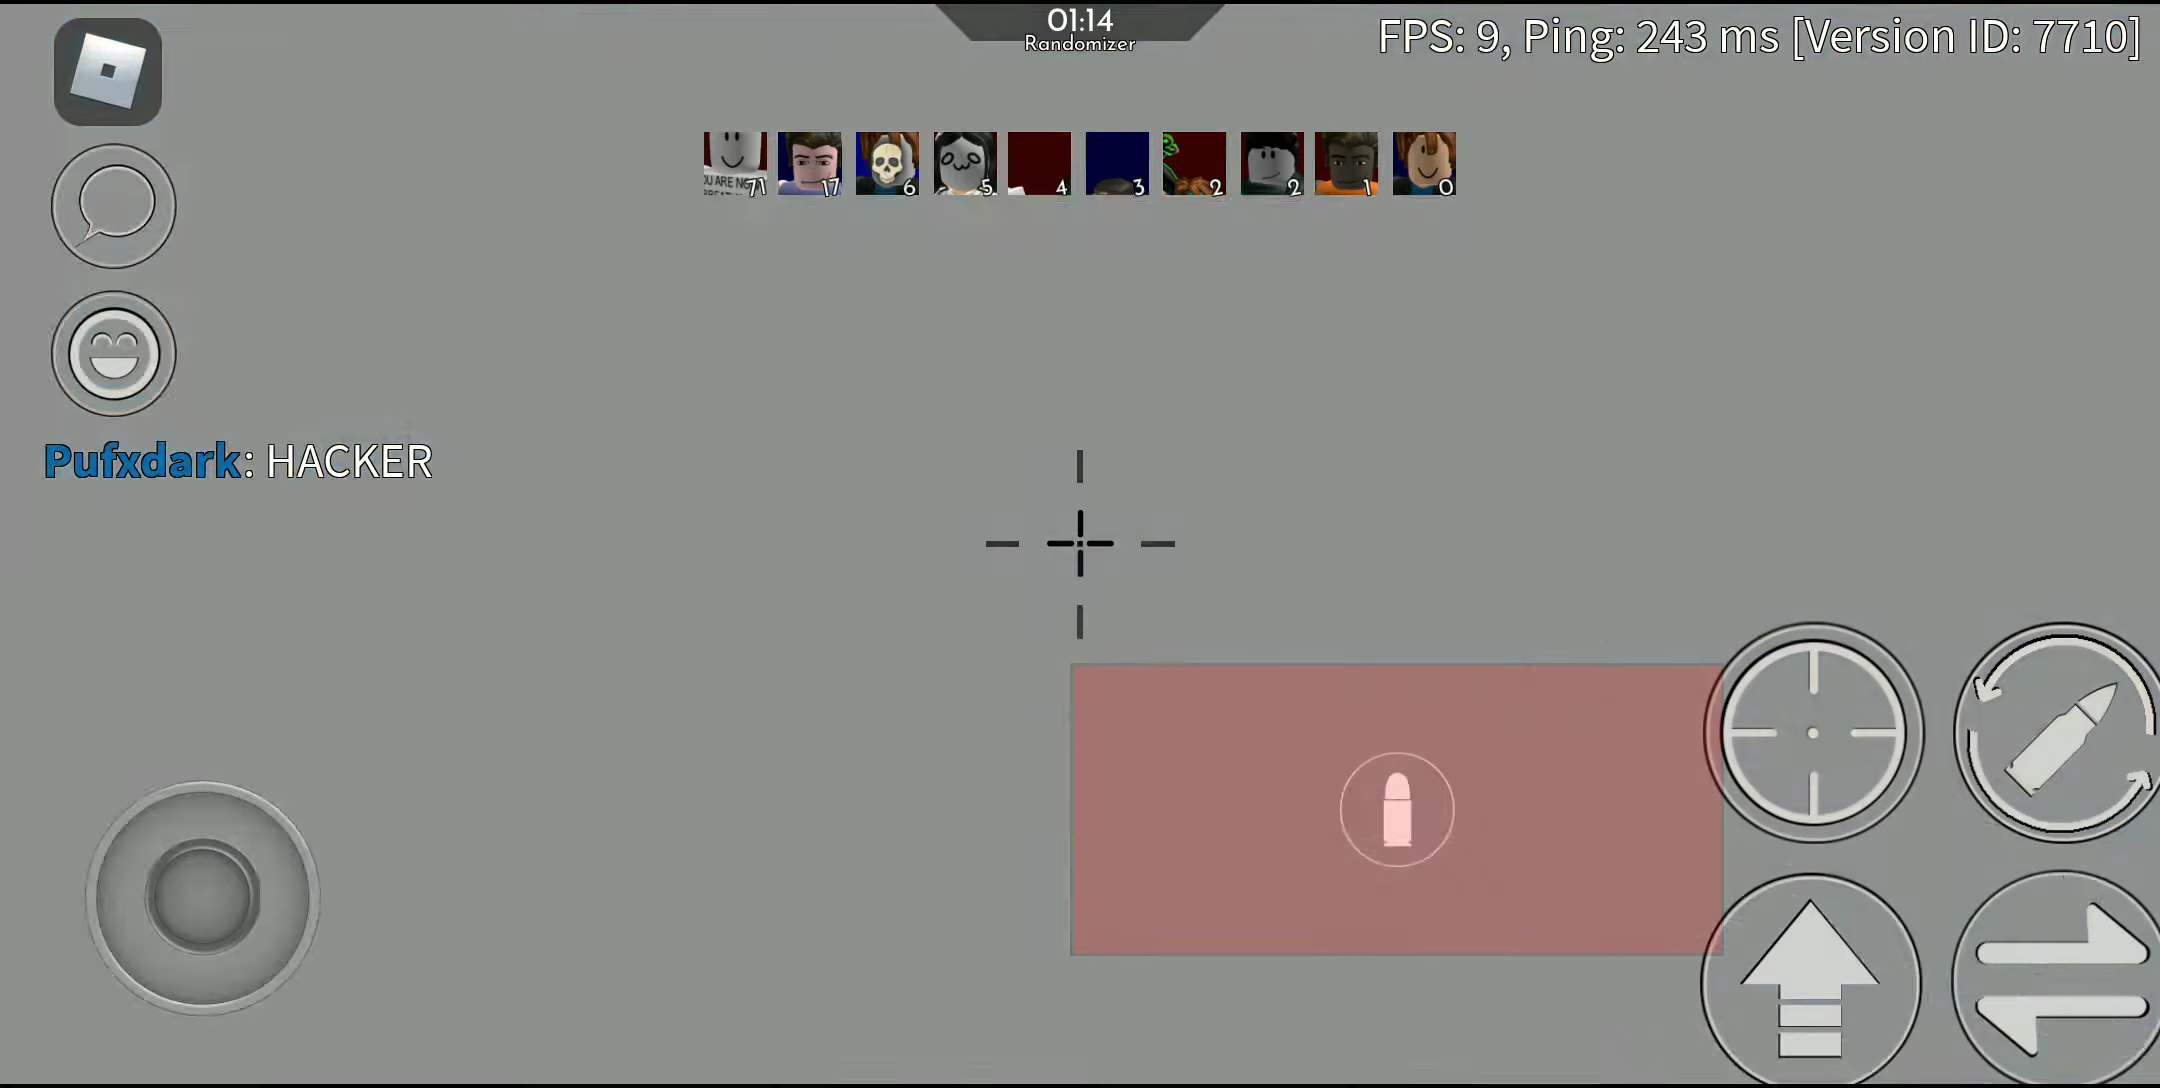 01:14
Randomizer
FPS: 9, Ping: 243 ms [Version ID: 7710]
71 17 6 5 4 3 2 2 1 0
Pufxdark: HACKER